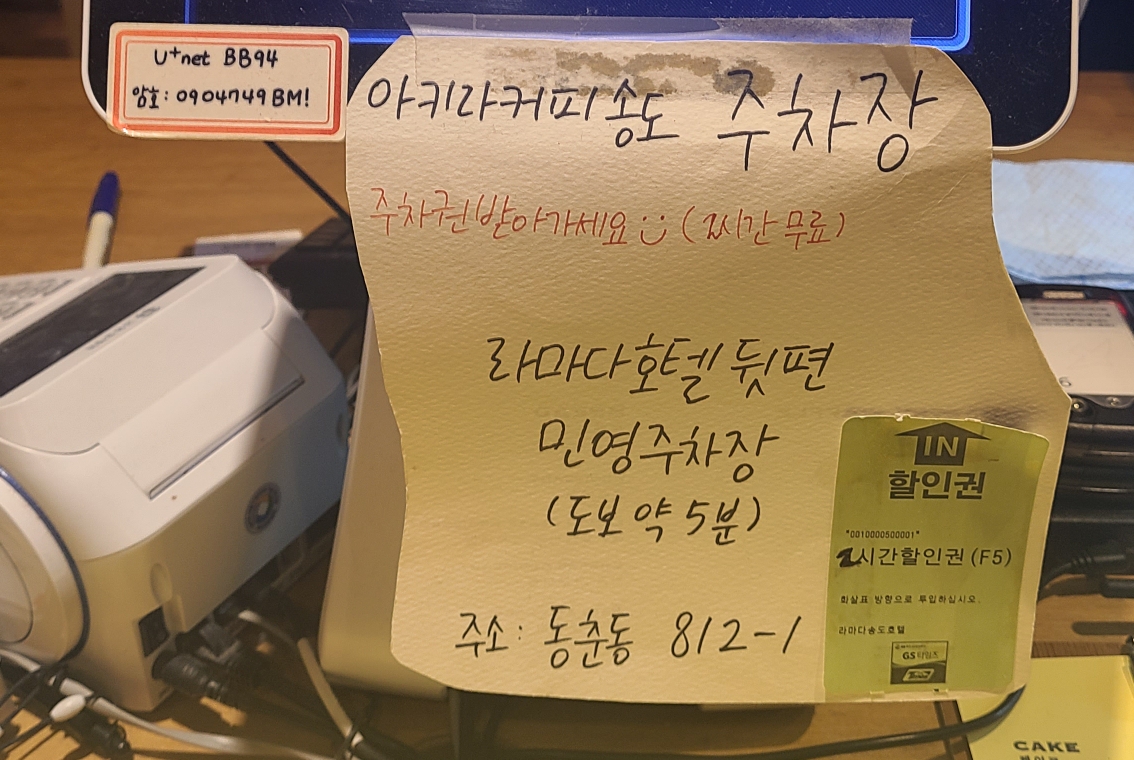 U+net BB94
암호: 0904749BM!
아키라커피송도 주차장
주차권받아가세요 (2시간 무료)
라마다호텔 뒷편
민영주차장
(도보 약 5분)
주소: 동춘동 812-1
IN
할인권
"0010000500001"
2시간할인권(F5)
화살표 방향으로 투입하십시오.
라마다송도호텔
GS타임즈
CAKE